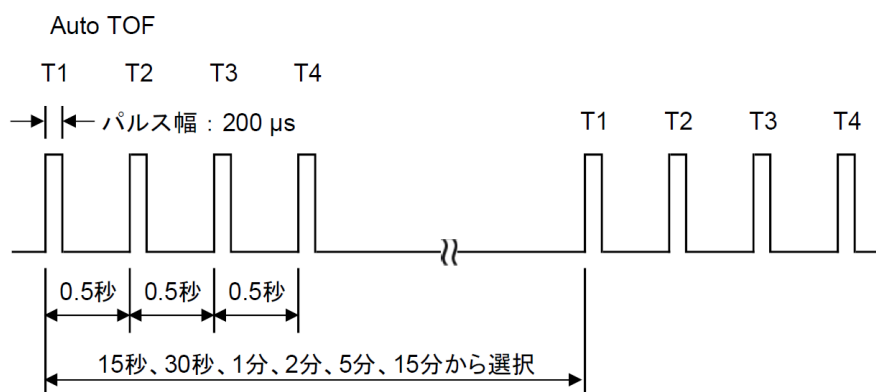 Auto TOF
T1 T2 T3 T4
パルス幅 : 200 µs
T1 T2 T3 T4
0.5秒 0.5秒 0.5秒
15秒、30秒、1分、2分、5分、15分から選択